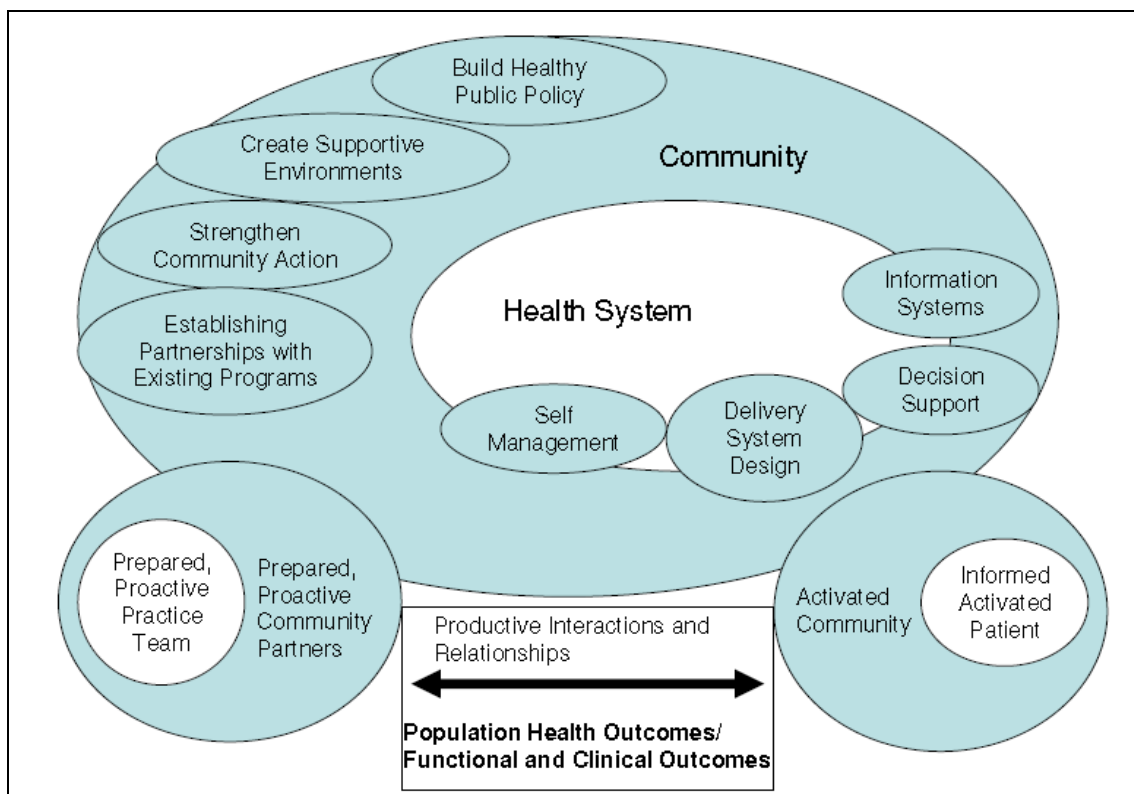 Build Healthy
Public Policy
Create Supportive
Environments
Community
Strengthen
Community Action
Information
Systems
Health System
Establishing
Partnerships with
Existing Programs
Decision
Support
Self
Management
Delivery
System
Design
Prepared,
Proactive
Practice
Team
Prepared,
Proactive
Community
Partners
Activated
Community
Informed
Activated
Patient
Productive Interactions and
Relationships
Population Health Outcomes/
Functional and Clinical Outcomes